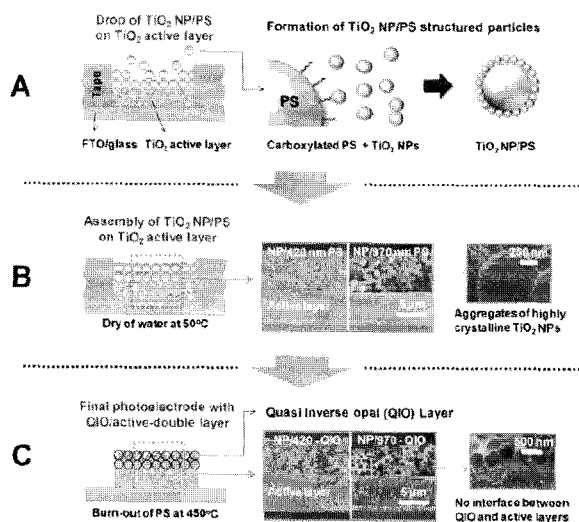 Drop of TiO2 NP/PS
on TiO2 active layer
Formation of TiO2 NP/PS structured particles
A
Tape
PS
FTO/glass TiO2 active layer
Carboxylated PS + TiO2 NPs
TiO2 NP/PS
Assembly of TiO2 NP/PS
on TiO2 active layer
B
NP/420 nm PS
NP/970 nm PS
Active layer
5 μm
Dry of water at 50°C
Aggregates of highly
crystalline TiO2 NPs
Final photoelectrode with
QIO/active-double layer
Quasi Inverse opal (QIO) Layer
C
NP/420-QIO
NP/970-QIO
Active layer
5 μm
500 nm
Burn-out of PS at 450°C
No interface between
QIO and active layers